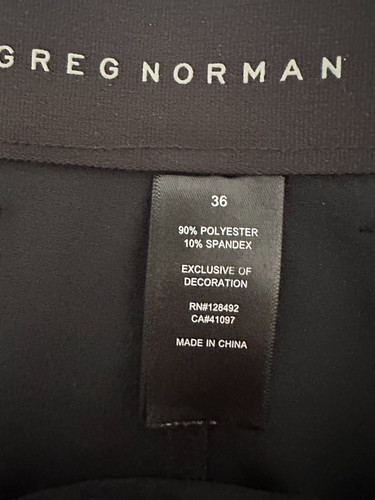 GREG NORMAN
36
90% POLYESTER
10% SPANDEX
EXCLUSIVE OF
DECORATION
RN#128492
CA#41097
MADE IN CHINA